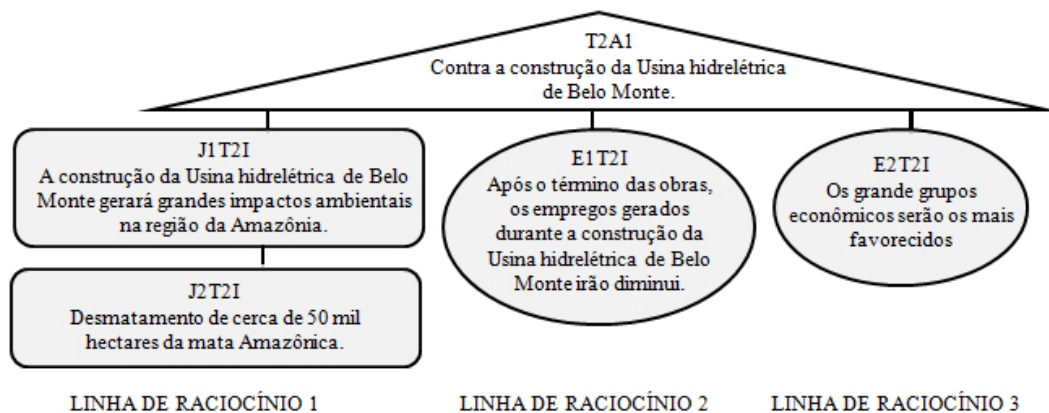 T2A1
Contra a construção da Usina hidrelétrica
de Belo Monte.
J1T2I
A construção da Usina hidrelétrica de Belo
Monte gerará grandes impactos ambientais
na região da Amazônia.
J2T2I
Desmatamento de cerca de 50 mil
hectares da mata Amazônica.
E1T2I
Após o término das obras,
os empregos gerados
durante a construção da
Usina hidrelétrica de Belo
Monte irão diminui.
E2T2I
Os grande grupos
econômicos serão os mais
favorecidos
LINHA DE RACIOCÍNIO 1
LINHA DE RACIOCÍNIO 2
LINHA DE RACIOCÍNIO 3